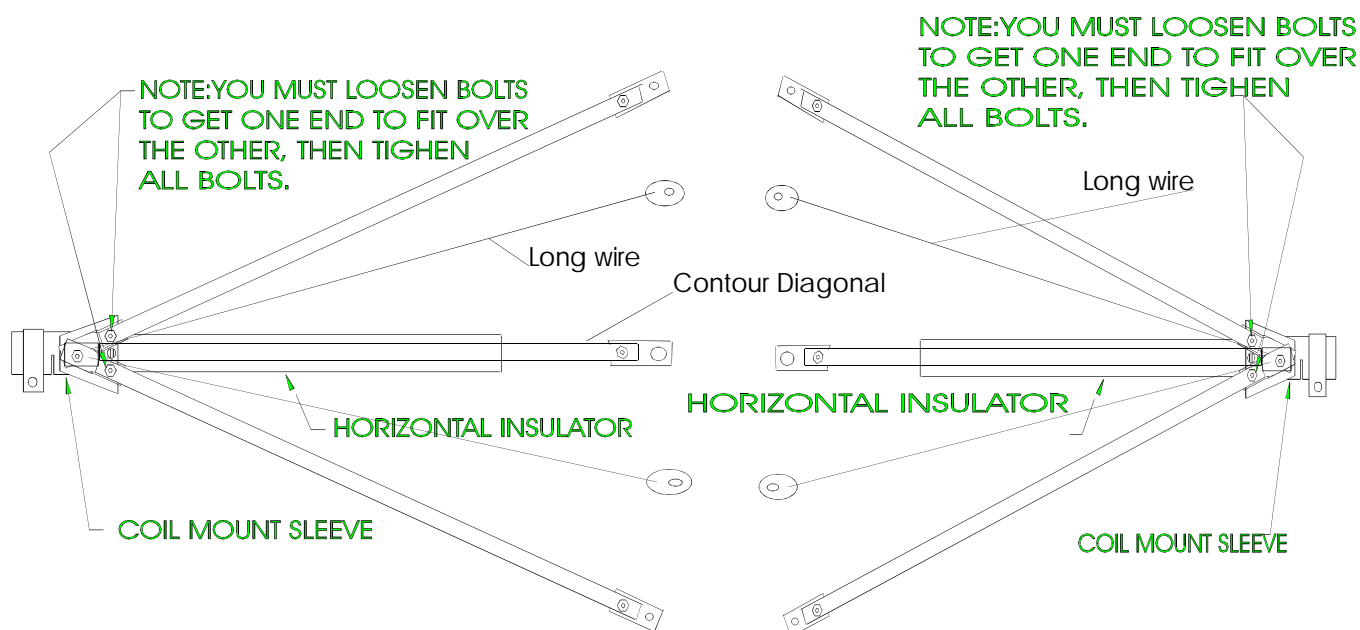 NOTE:YOU MUST LOOSEN BOLTS
TO GET ONE END TO FIT OVER
THE OTHER, THEN TIGHEN
ALL BOLTS.
NOTE:YOU MUST LOOSEN BOLTS
TO GET ONE END TO FIT OVER
THE OTHER, THEN TIGHEN
ALL BOLTS.
Long wire
Long wire
Contour Diagonal
HORIZONTAL INSULATOR
HORIZONTAL INSULATOR
COIL MOUNT SLEEVE
COIL MOUNT SLEEVE